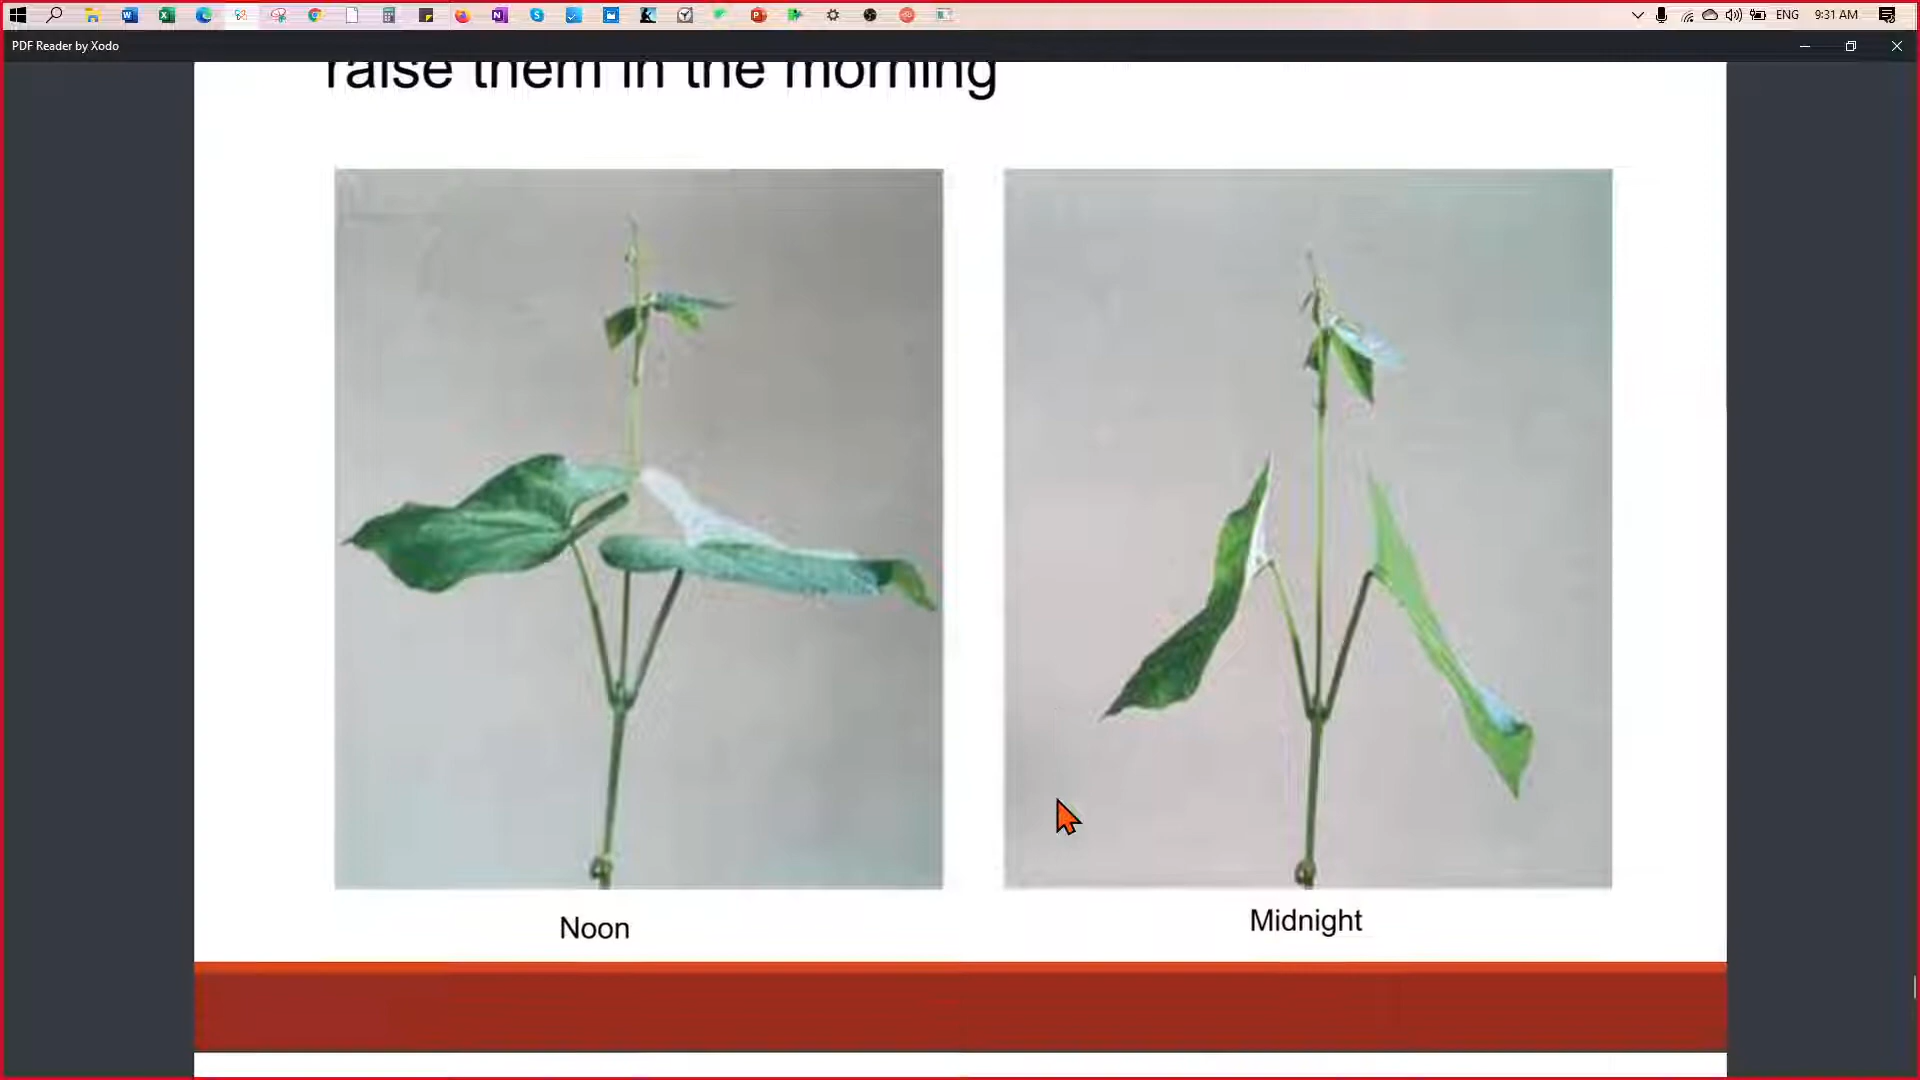 ENG 9:31 AM
PDF Reader by Xodo
raise them in the morning
Noon
Midnight